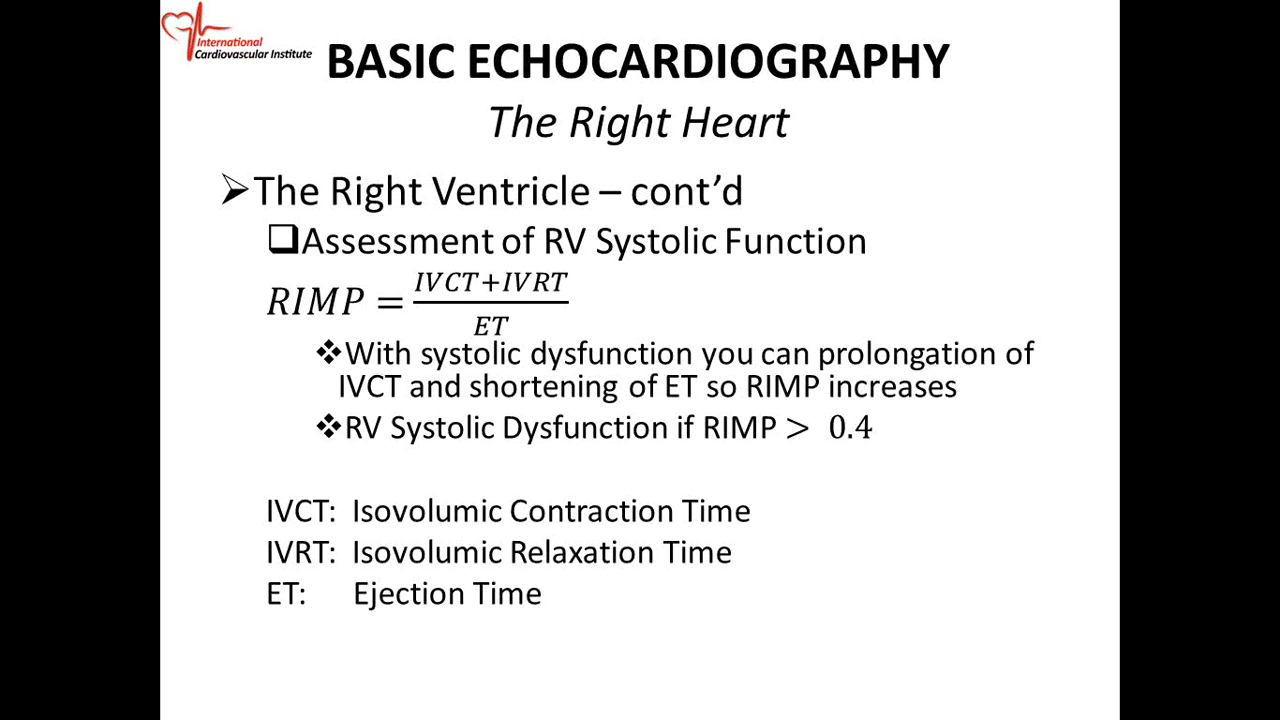 International
Cardiovascular Institute
BASIC ECHOCARDIOGRAPHY
The Right Heart
➢The Right Ventricle – cont’d
❑Assessment of RV Systolic Function
RIMP = \frac{IVCT+IVRT}{ET}
❖With systolic dysfunction you can prolongation of
IVCT and shortening of ET so RIMP increases
❖RV Systolic Dysfunction if RIMP > 0.4
IVCT: Isovolumic Contraction Time
IVRT: Isovolumic Relaxation Time
ET: Ejection Time